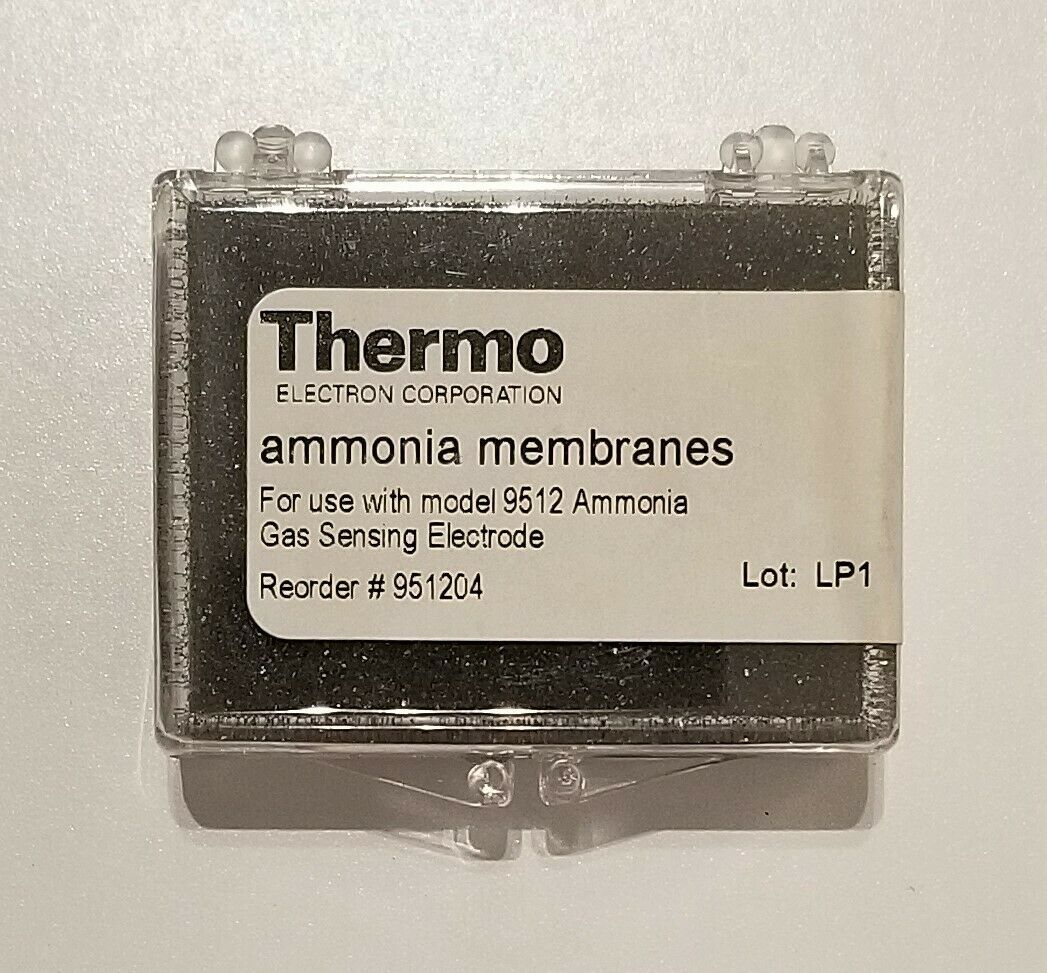 Thermo
ELECTRON CORPORATION
ammonia membranes
For use with model 9512 Ammonia
Gas Sensing Electrode
Reorder # 951204
Lot: LP1